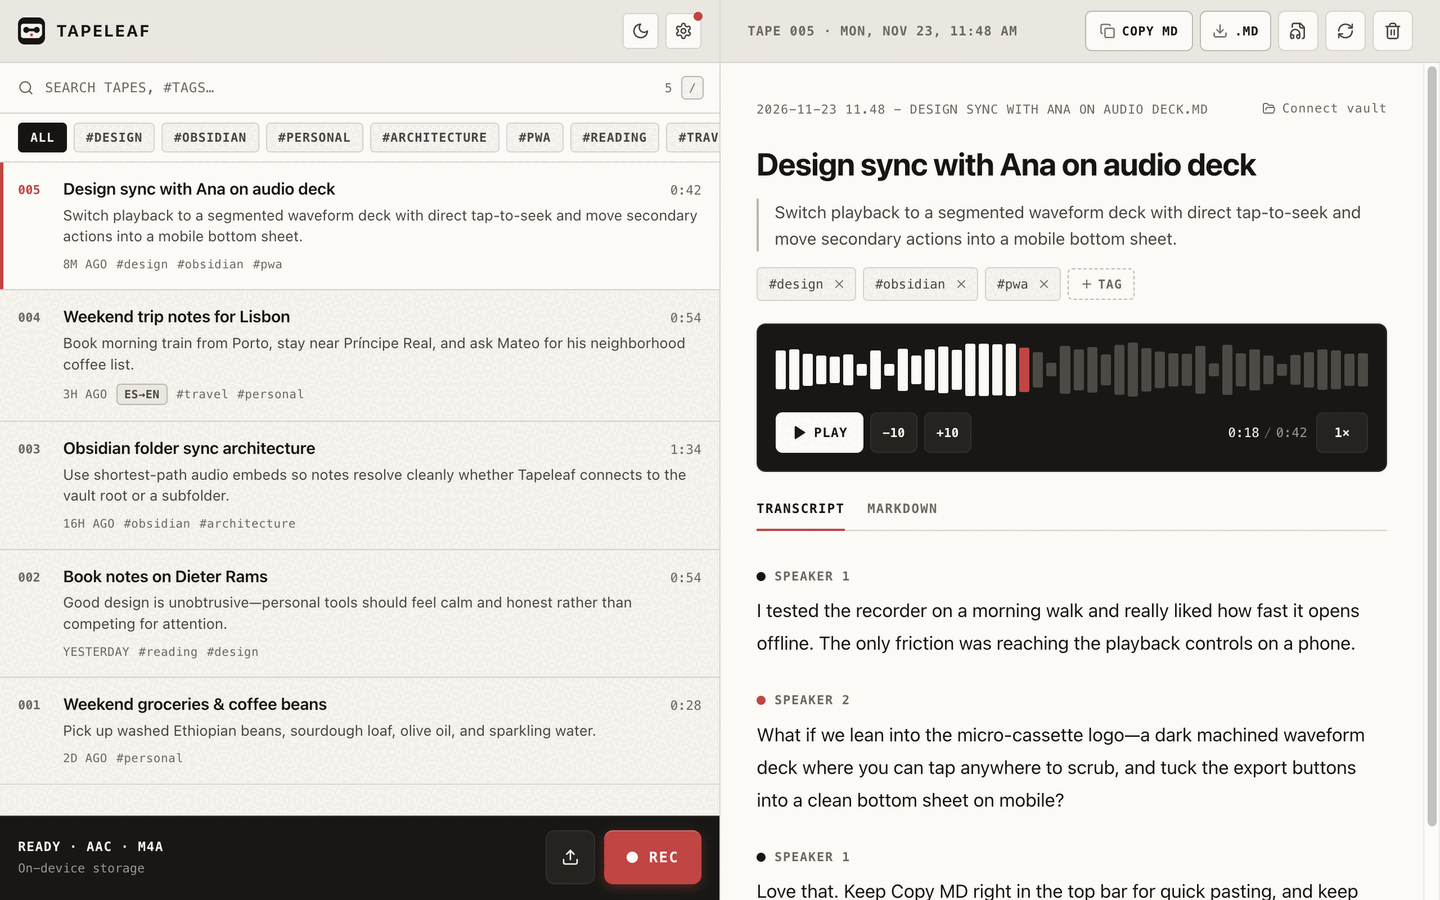 TAPELEAF
SEARCH TAPES, #TAGS…
5 /
ALL #DESIGN #OBSIDIAN #PERSONAL #ARCHITECTURE #PWA #READING #TRAV
005 Design sync with Ana on audio deck 0:42
Switch playback to a segmented waveform deck with direct tap-to-seek and move secondary
actions into a mobile bottom sheet.
8M AGO #design #obsidian #pwa
004 Weekend trip notes for Lisbon 0:54
Book morning train from Porto, stay near Príncipe Real, and ask Mateo for his neighborhood
coffee list.
3H AGO ES→EN #travel #personal
003 Obsidian folder sync architecture 1:34
Use shortest-path audio embeds so notes resolve cleanly whether Tapeleaf connects to the
vault root or a subfolder.
16H AGO #obsidian #architecture
002 Book notes on Dieter Rams 0:54
Good design is unobtrusive—personal tools should feel calm and honest rather than
competing for attention.
YESTERDAY #reading #design
001 Weekend groceries & coffee beans 0:28
Pick up washed Ethiopian beans, sourdough loaf, olive oil, and sparkling water.
2D AGO #personal
READY · AAC · M4A
On-device storage
REC
TAPE 005 · MON, NOV 23, 11:48 AM
COPY MD .MD
2026-11-23 11.48 – DESIGN SYNC WITH ANA ON AUDIO DECK.MD
Connect vault
Design sync with Ana on audio deck
Switch playback to a segmented waveform deck with direct tap-to-seek and
move secondary actions into a mobile bottom sheet.
#design × #obsidian × #pwa × + TAG
PLAY −10 +10 0:18 / 0:42 1×
TRANSCRIPT MARKDOWN
SPEAKER 1
I tested the recorder on a morning walk and really liked how fast it opens
offline. The only friction was reaching the playback controls on a phone.
SPEAKER 2
What if we lean into the micro-cassette logo—a dark machined waveform
deck where you can tap anywhere to scrub, and tuck the export buttons
into a clean bottom sheet on mobile?
SPEAKER 1
Love that. Keep Copy MD right in the top bar for quick pasting, and keep